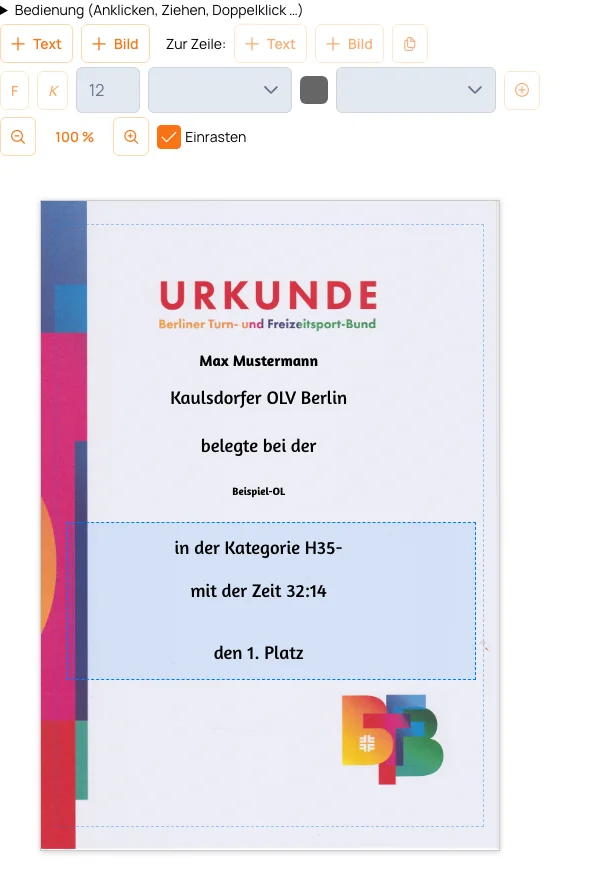 Bedienung (Anklicken, Ziehen, Doppelklick ...)
+ Text + Bild Zur Zeile: + Text + Bild
F K 12
100 % Einrasten
URKUNDE
Berliner Turn- und Freizeitsport-Bund
Max Mustermann
Kaulsdorfer OLV Berlin
belegte bei der
Beispiel-OL
in der Kategorie H35-
mit der Zeit 32:14
den 1. Platz
BTFB